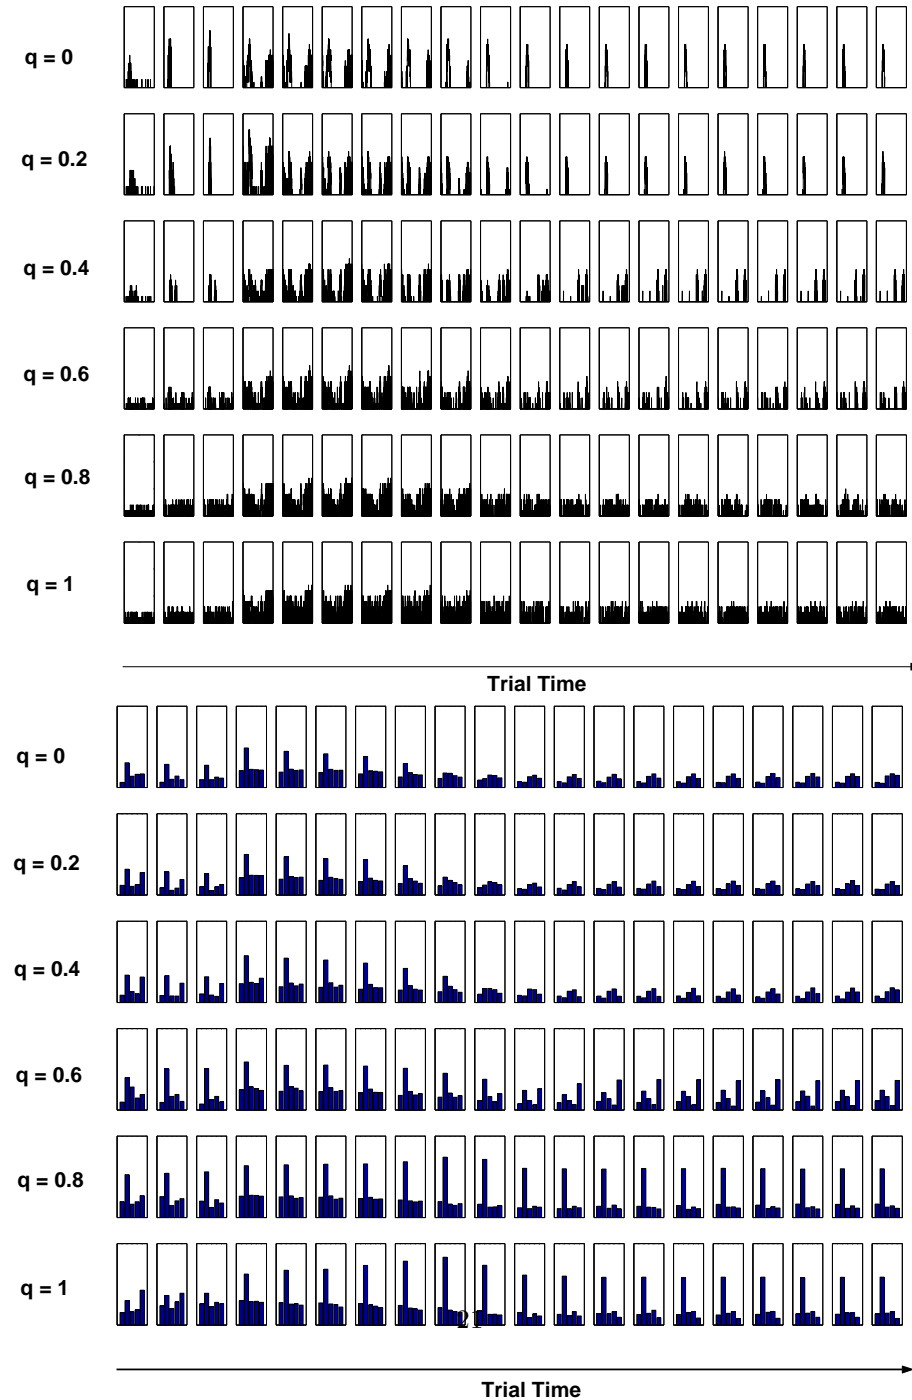 q = 0
q = 0.2
q = 0.4
q = 0.6
q = 0.8
q = 1
Trial Time
q = 0
q = 0.2
q = 0.4
q = 0.6
q = 0.8
q = 1
21
Trial Time